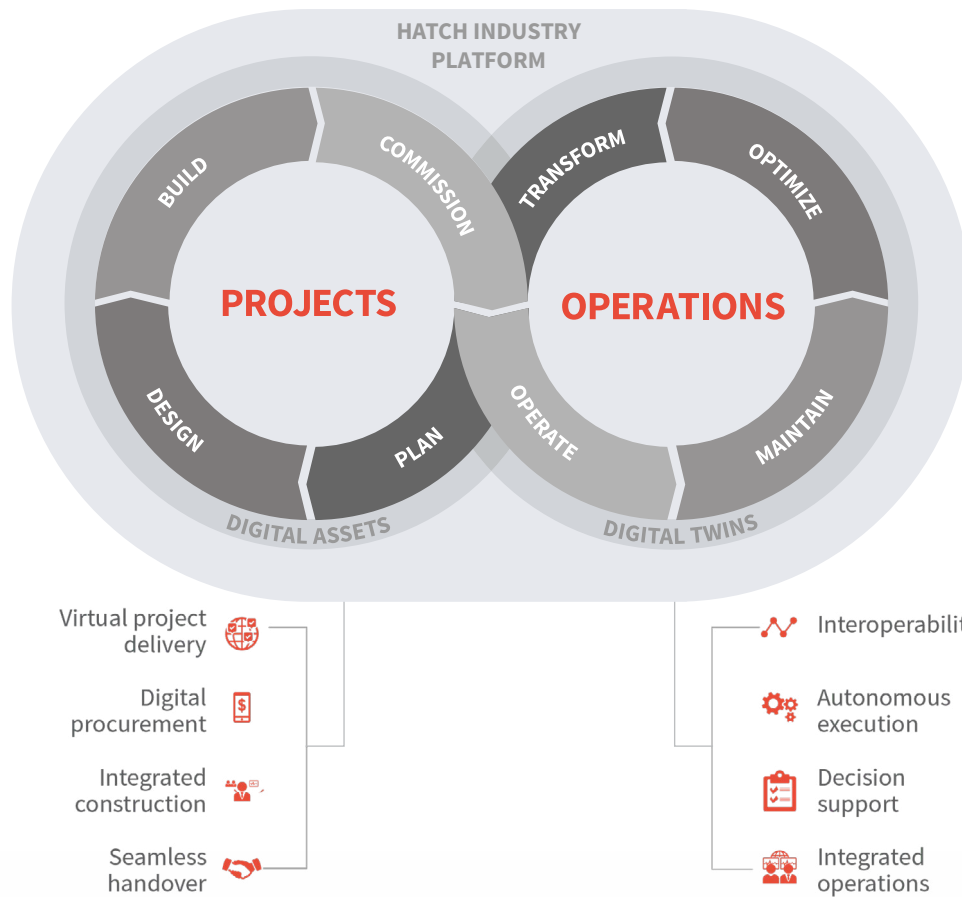 HATCH INDUSTRY
PLATFORM
BUILD
COMMISSION
TRANSFORM
OPTIMIZE
PROJECTS
OPERATIONS
DESIGN
PLAN
OPERATE
MAINTAIN
DIGITAL ASSETS
DIGITAL TWINS
Virtual project
delivery
Digital
procurement
$
Integrated
construction
Seamless
handover
Interoperabilit
Autonomous
execution
Decision
support
Integrated
operations